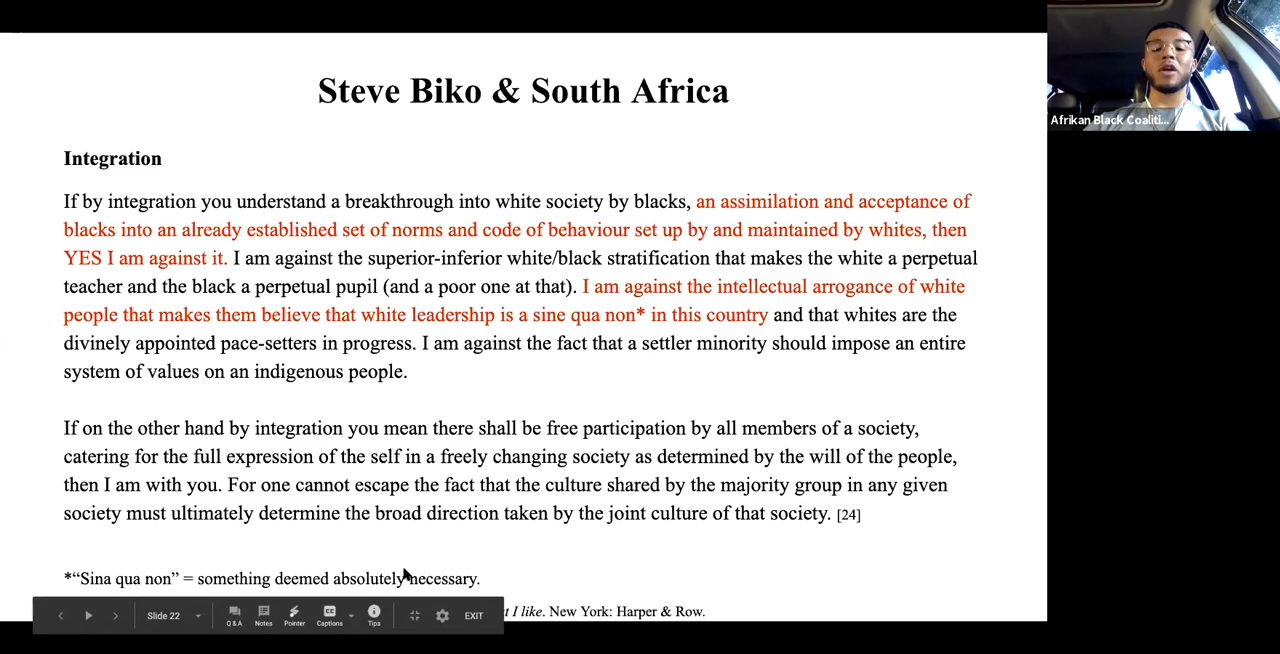 Steve Biko & South Africa
Afrikan Black Coaliti...
Integration
If by integration you understand a breakthrough into white society by blacks, an assimilation and acceptance of
blacks into an already established set of norms and code of behaviour set up by and maintained by whites, then
YES I am against it. I am against the superior-inferior white/black stratification that makes the white a perpetual
teacher and the black a perpetual pupil (and a poor one at that). I am against the intellectual arrogance of white
people that makes them believe that white leadership is a sine qua non* in this country and that whites are the
divinely appointed pace-setters in progress. I am against the fact that a settler minority should impose an entire
system of values on an indigenous people.
If on the other hand by integration you mean there shall be free participation by all members of a society,
catering for the full expression of the self in a freely changing society as determined by the will of the people,
then I am with you. For one cannot escape the fact that the culture shared by the majority group in any given
society must ultimately determine the broad direction taken by the joint culture of that society. [24]
*“Sina qua non” = something deemed absolutely necessary.
t I like. New York: Harper & Row.
Slide 22
Q & A
Notes
Pointer
Captions
Tips
EXIT